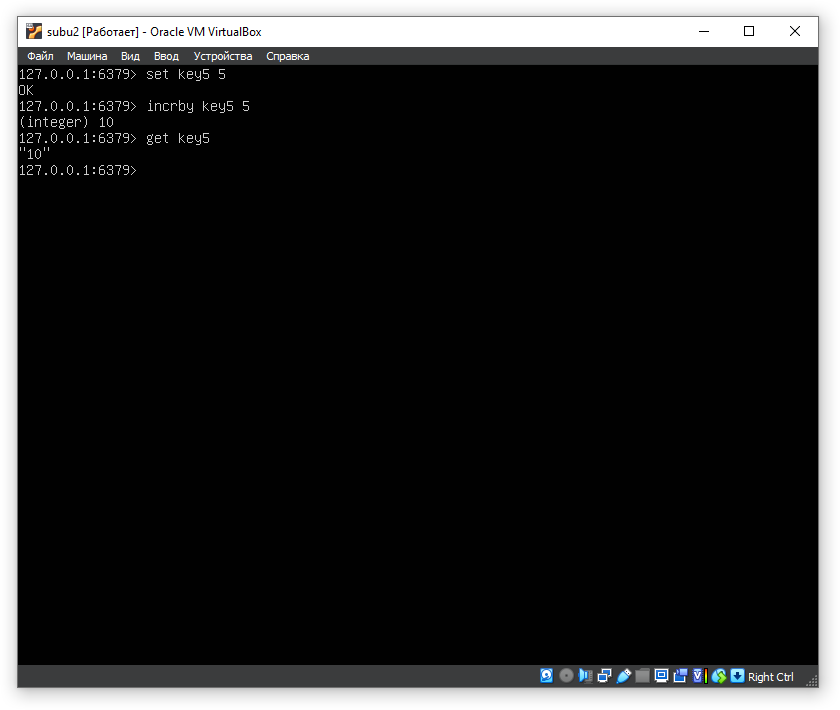 subu2 [Работает] - Oracle VM VirtualBox
Файл Машина Вид Ввод Устройства Справка
127.0.0.1:6379> set key5 5
OK
127.0.0.1:6379> incrby key5 5
(integer) 10
127.0.0.1:6379> get key5
"10"
127.0.0.1:6379>
Right Ctrl